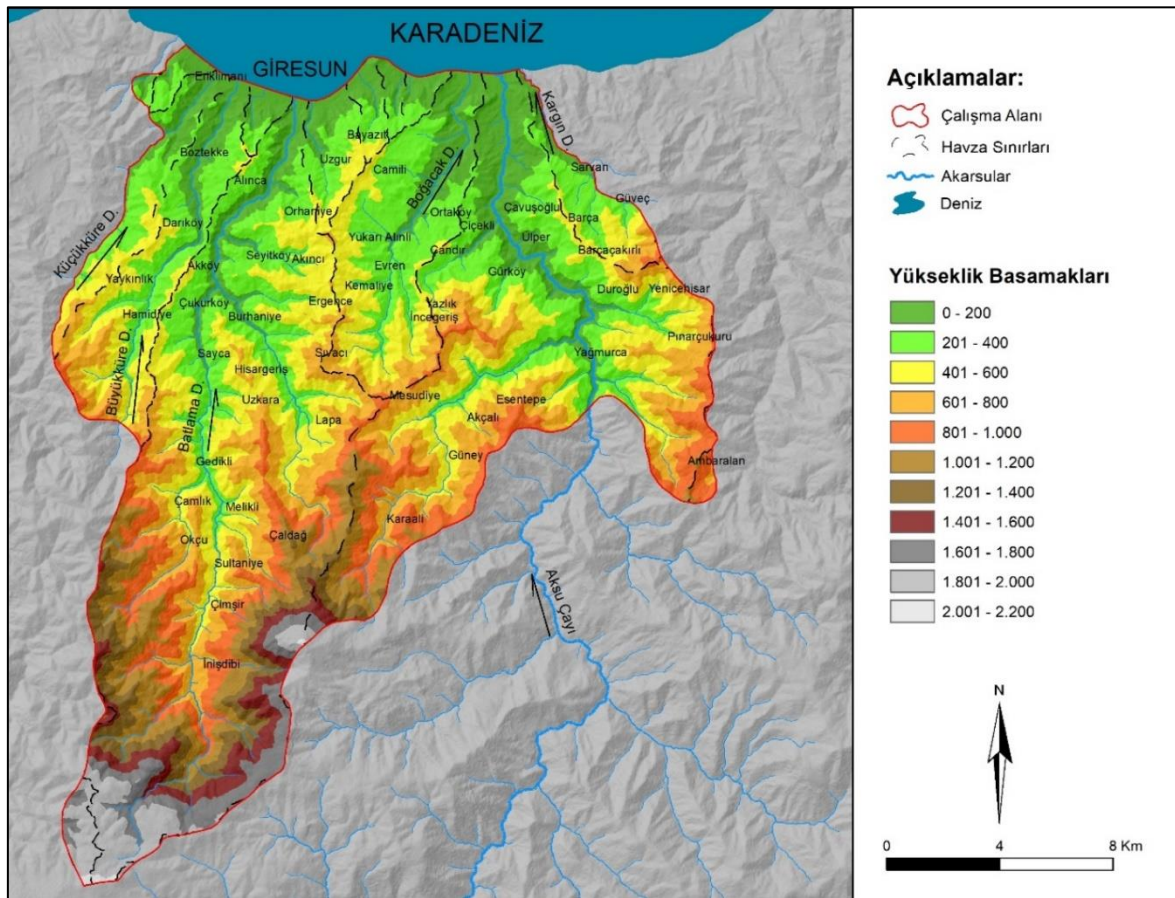 KARADENİZ
GİRESUN
Eriklimanı
Kargın D.
Bayazıt
Boztekke
Uzgur
Camili
Sarvan
Boğacak D.
Alınca
Güveç
Orhaniye
Ortaköy
Çavuşoğlu
Barça
Küçükküre D.
Darıköy
Çiçekli
Yukarı Alınlı
Ülper
Çandır
Barçaçakırlı
Seyitköy
Akıncı
Akköy
Evren
Gürköy
Yaykınlık
Kemaliye
Duroğlu
Yenicehisar
Çukurköy
Ergence
Yazlık
Hamidiye
Burhaniye
İncegeriş
Pınarçukuru
Büyükküre D.
Sayca
Sıvacı
Yağmurca
Hisargeriş
Batlama D.
Uzkara
Mesudiye
Esentepe
Lapa
Akçalı
Gedikli
Güney
Ambaralan
Çamlık
Melikli
Karaali
Okçu
Çaldağ
Sultaniye
Aksu Çayı
Çimşir
İnişdibi
Açıklamalar:
Çalışma Alanı
Havza Sınırları
Akarsular
Deniz
Yükseklik Basamakları
0 - 200
201 - 400
401 - 600
601 - 800
801 - 1.000
1.001 - 1.200
1.201 - 1.400
1.401 - 1.600
1.601 - 1.800
1.801 - 2.000
2.001 - 2.200
N
0 4 8 Km